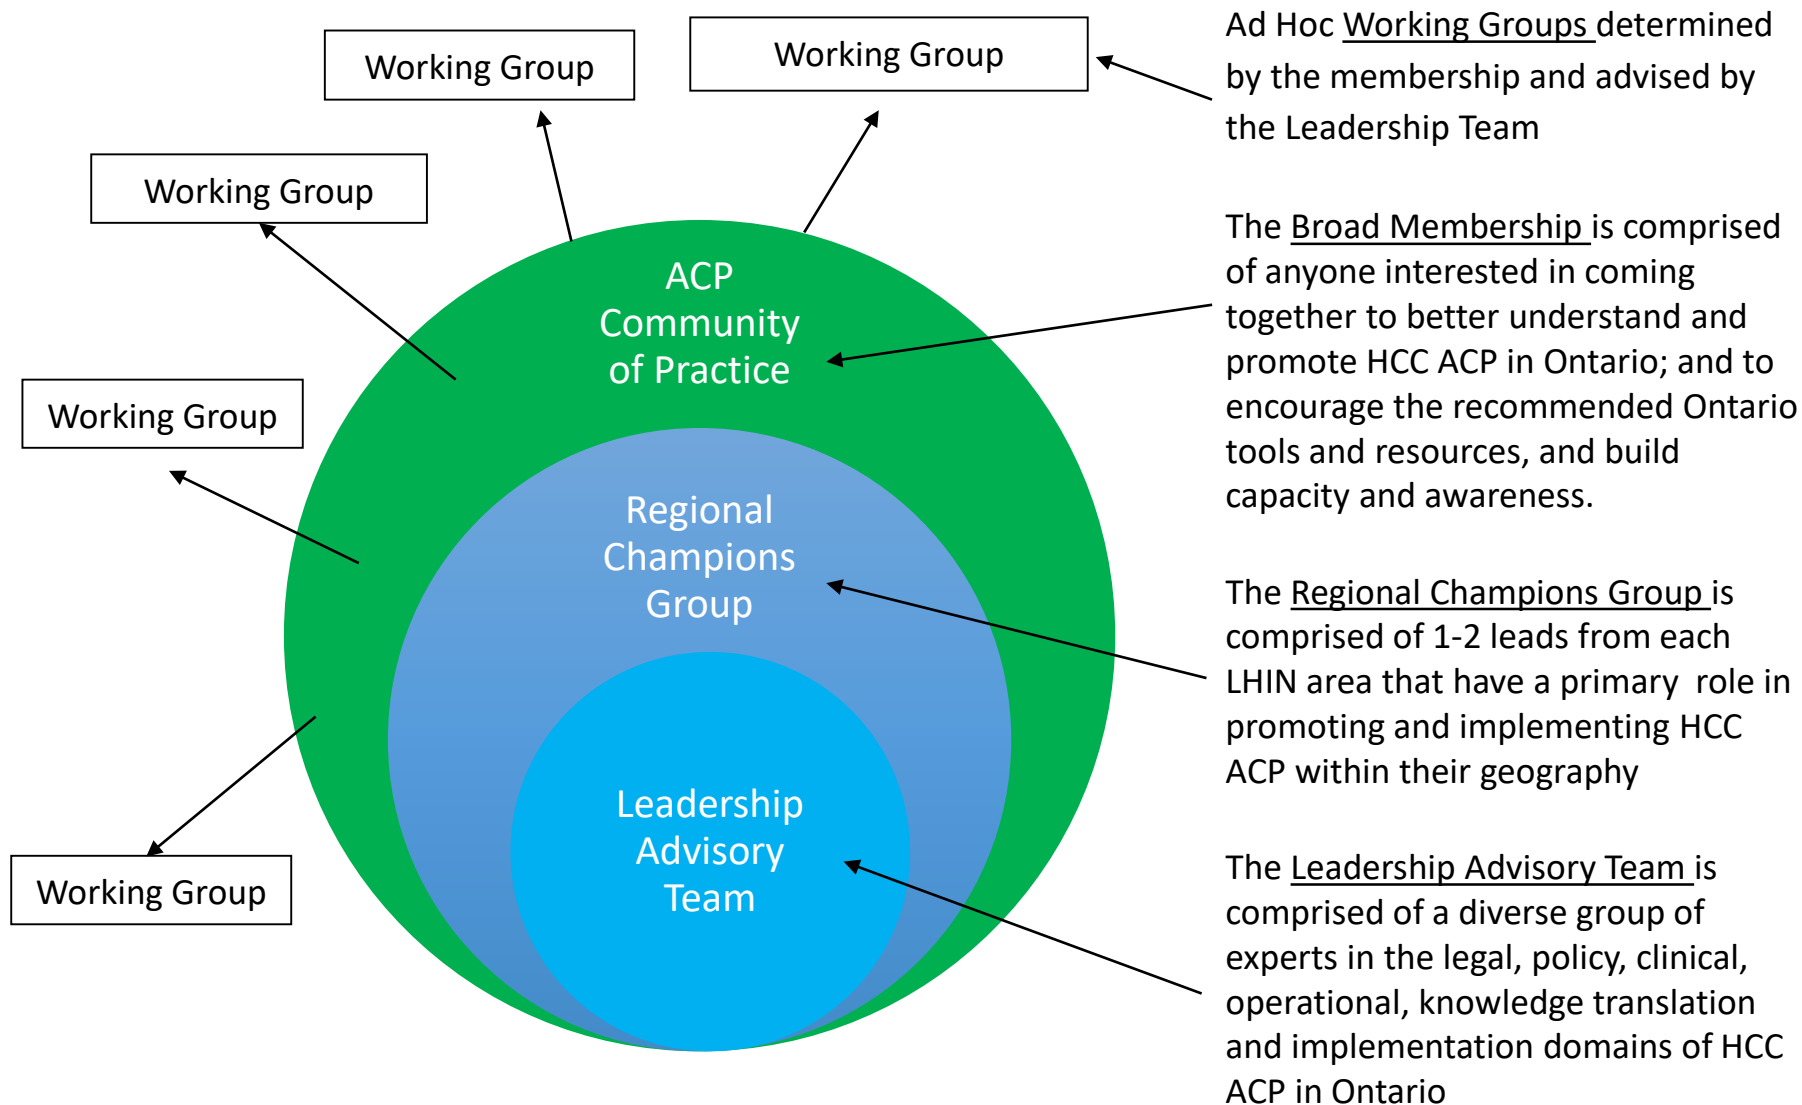 Working Group
Working Group
Working Group
Working Group
Working Group
ACP
Community
of Practice
Regional
Champions
Group
Leadership
Advisory
Team
Ad Hoc Working Groups determined
by the membership and advised by
the Leadership Team
The Broad Membership is comprised
of anyone interested in coming
together to better understand and
promote HCC ACP in Ontario; and to
encourage the recommended Ontario
tools and resources, and build
capacity and awareness.
The Regional Champions Group is
comprised of 1-2 leads from each
LHIN area that have a primary  role in
promoting and implementing HCC
ACP within their geography
The Leadership Advisory Team is
comprised of a diverse group of
experts in the legal, policy, clinical,
operational, knowledge translation
and implementation domains of HCC
ACP in Ontario